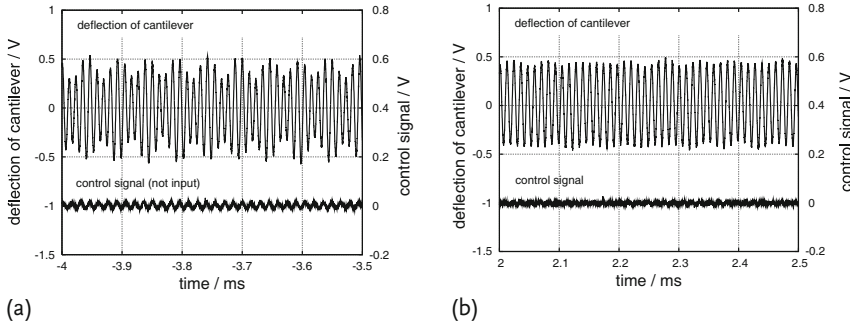 deflection of cantilever
control signal (not input)
deflection of cantilever / V
control signal / V
1
0.5
0
-0.5
-1
-1.5
0.8
0.6
0.4
0.2
0
-0.2
-4 -3.9 -3.8 -3.7 -3.6 -3.5
time / ms
(a)
deflection of cantilever
control signal
deflection of cantilever / V
control signal / V
1
0.5
0
-0.5
-1
-1.5
0.8
0.6
0.4
0.2
0
-0.2
2 2.1 2.2 2.3 2.4 2.5
time / ms
(b)